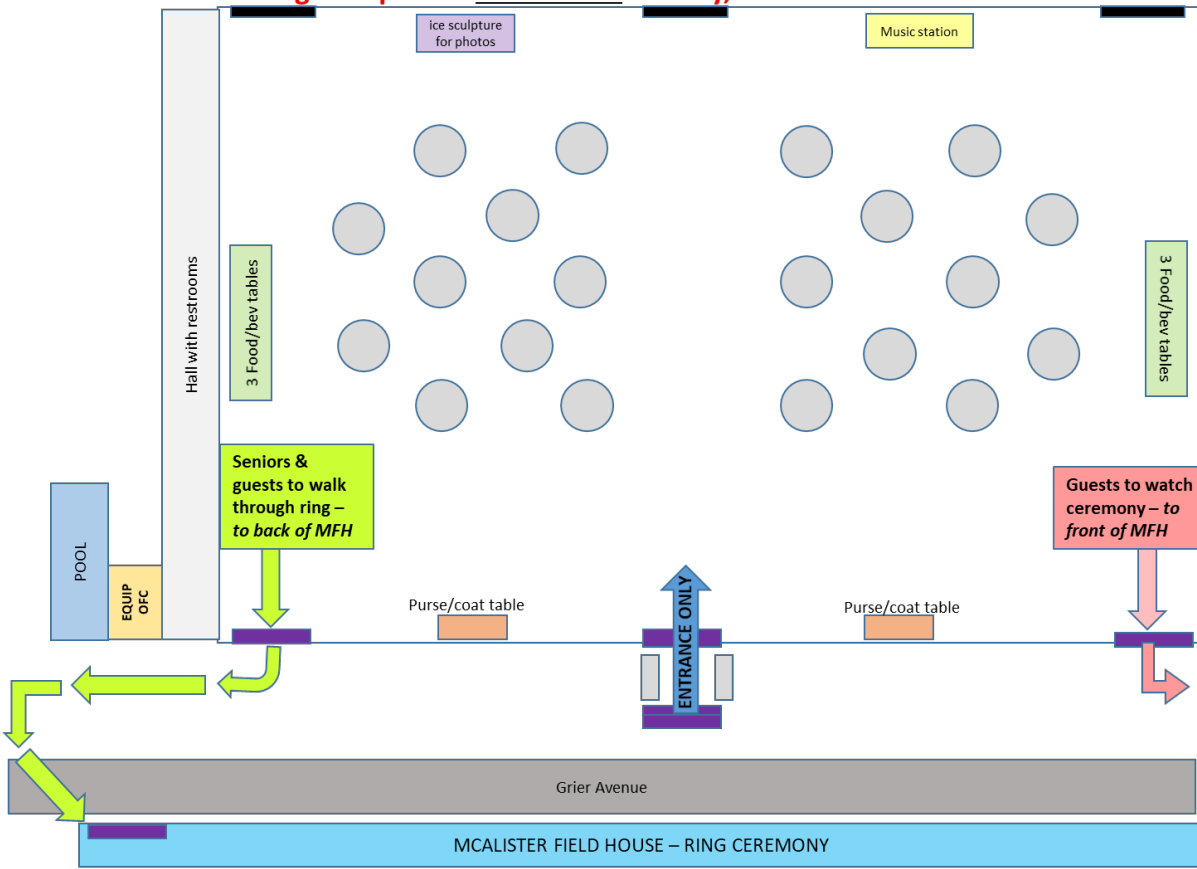 ice sculpture
for photos
Music station
Hall with restrooms
3 Food/bev tables
3 Food/bev tables
Seniors &
guests to walk
through ring –
to back of MFH
Guests to watch
ceremony – to
front of MFH
POOL
EQUIP
OFC
Purse/coat table
ENTRANCE ONLY
Purse/coat table
Grier Avenue
MCALISTER FIELD HOUSE – RING CEREMONY